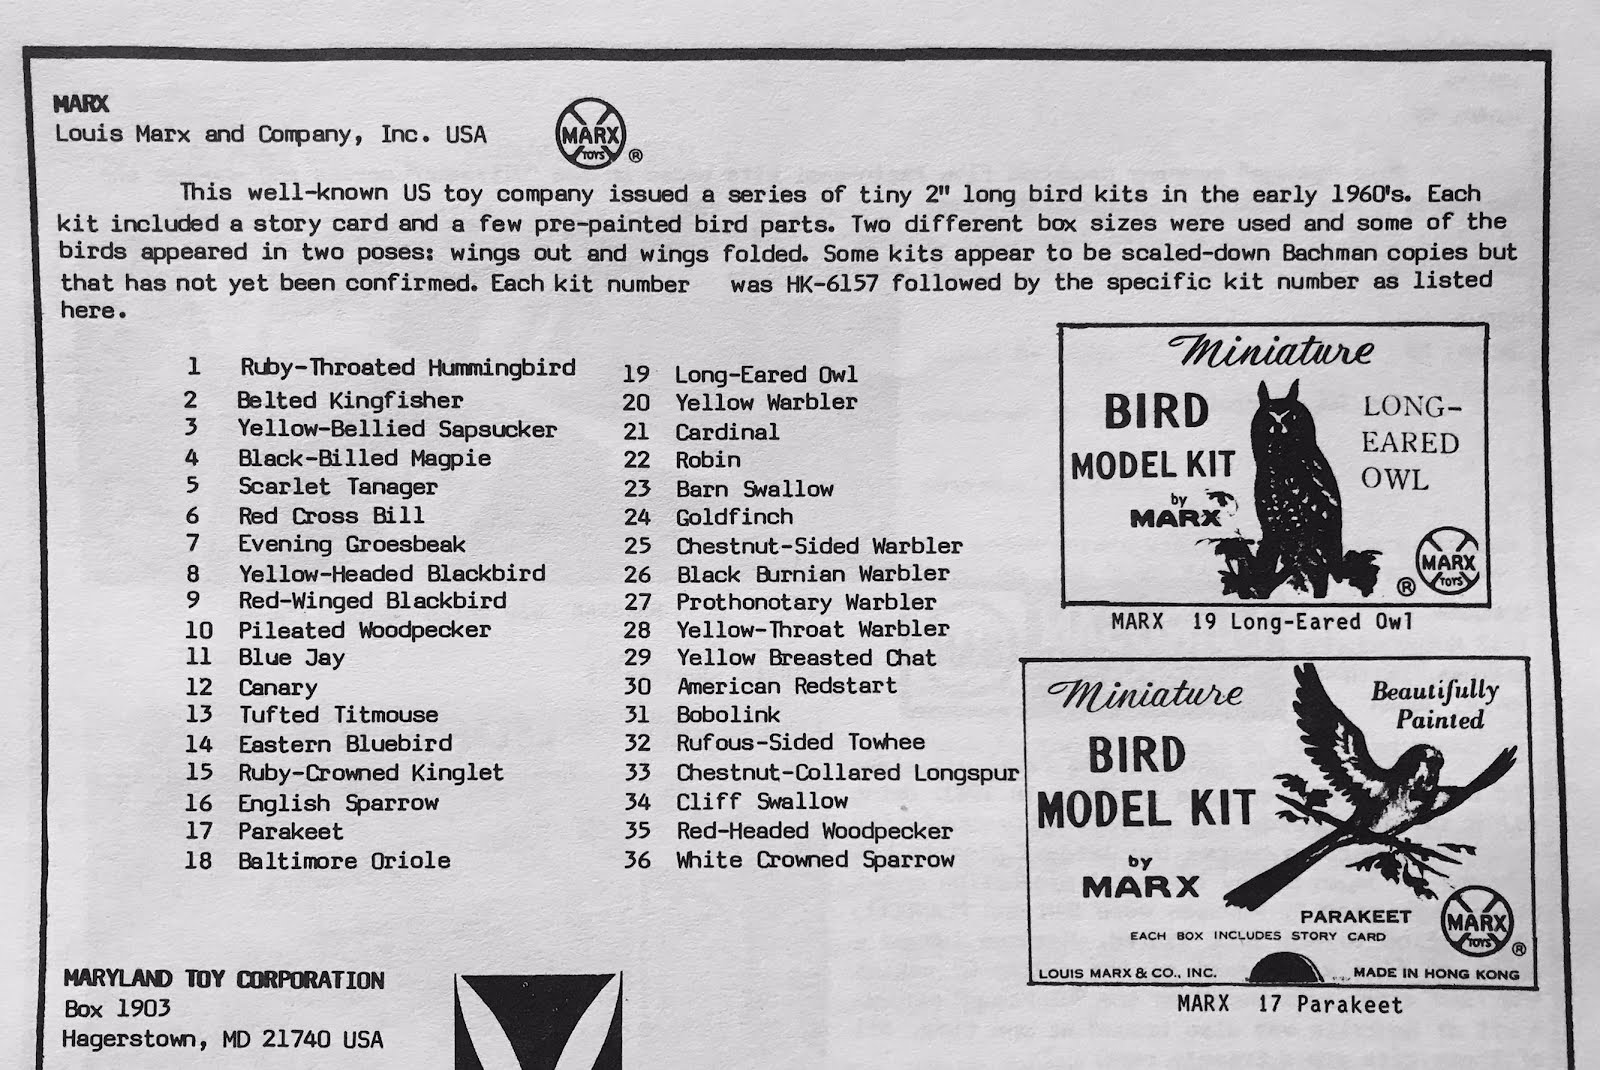 MARX
Louis Marx and Company, Inc. USA
MARX
TOYS
®
This well-known US toy company issued a series of tiny 2" long bird kits in the early 1960's. Each
kit included a story card and a few pre-painted bird parts. Two different box sizes were used and some of the
birds appeared in two poses: wings out and wings folded. Some kits appear to be scaled-down Bachman copies but
that has not yet been confirmed. Each kit number was HK-6157 followed by the specific kit number as listed
here.
1 Ruby-Throated Hummingbird
2 Belted Kingfisher
3 Yellow-Bellied Sapsucker
4 Black-Billed Magpie
5 Scarlet Tanager
6 Red Cross Bill
7 Evening Groesbeak
8 Yellow-Headed Blackbird
9 Red-Winged Blackbird
10 Pileated Woodpecker
11 Blue Jay
12 Canary
13 Tufted Titmouse
14 Eastern Bluebird
15 Ruby-Crowned Kinglet
16 English Sparrow
17 Parakeet
18 Baltimore Oriole
19 Long-Eared Owl
20 Yellow Warbler
21 Cardinal
22 Robin
23 Barn Swallow
24 Goldfinch
25 Chestnut-Sided Warbler
26 Black Burnian Warbler
27 Prothonotary Warbler
28 Yellow-Throat Warbler
29 Yellow Breasted Chat
30 American Redstart
31 Bobolink
32 Rufous-Sided Towhee
33 Chestnut-Collared Longspur
34 Cliff Swallow
35 Red-Headed Woodpecker
36 White Crowned Sparrow
Miniature
BIRD
MODEL KIT
by
MARX
LONG-
EARED
OWL
MARX
TOYS
®
MARX 19 Long-Eared Owl
Miniature
Beautifully
Painted
BIRD
MODEL KIT
by
MARX
PARAKEET
EACH BOX INCLUDES STORY CARD
MARX
TOYS
®
LOUIS MARX & CO., INC.
MADE IN HONG KONG
MARX 17 Parakeet
MARYLAND TOY CORPORATION
Box 1903
Hagerstown, MD 21740 USA